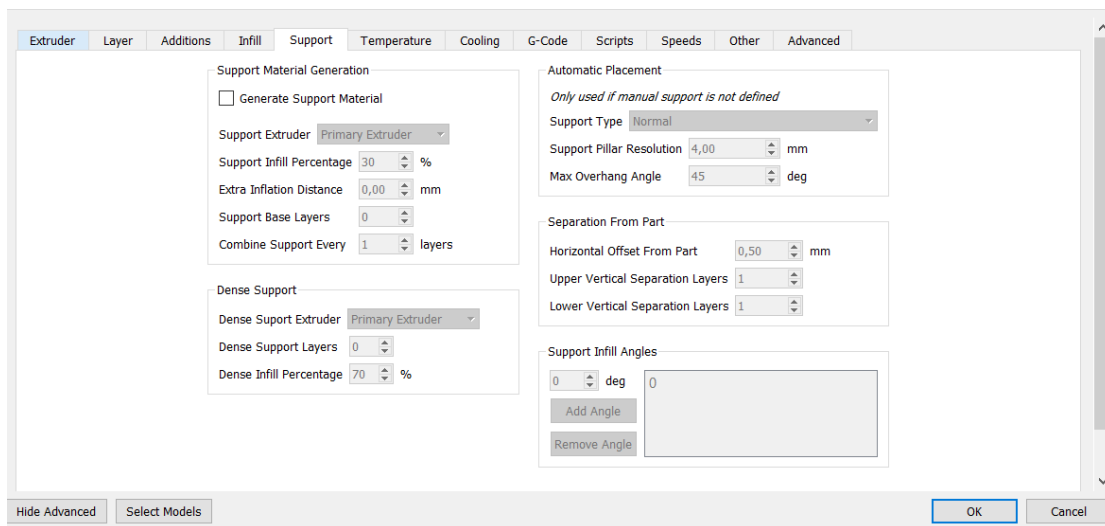 Extruder Layer Additions Infill Support Temperature Cooling G-Code Scripts Speeds Other Advanced
Support Material Generation
Generate Support Material
Support Extruder Primary Extruder
Support Infill Percentage 30 %
Extra Inflation Distance 0,00 mm
Support Base Layers 0
Combine Support Every 1 layers
Dense Support
Dense Suport Extruder Primary Extruder
Dense Support Layers 0
Dense Infill Percentage 70 %
Automatic Placement
Only used if manual support is not defined
Support Type Normal
Support Pillar Resolution 4,00 mm
Max Overhang Angle 45 deg
Separation From Part
Horizontal Offset From Part 0,50 mm
Upper Vertical Separation Layers 1
Lower Vertical Separation Layers 1
Support Infill Angles
0 deg 0
Add Angle
Remove Angle
Hide Advanced Select Models OK Cancel